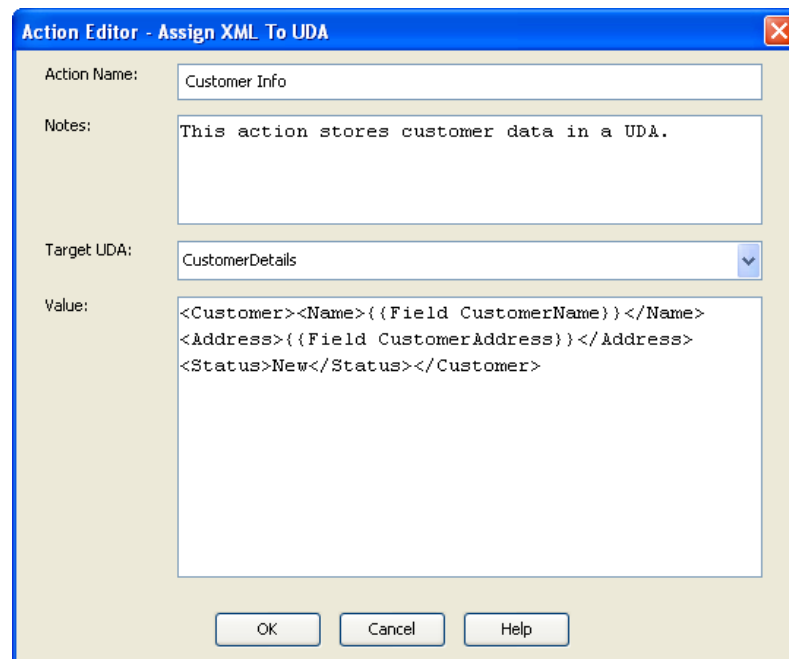 Action Editor - Assign XML To UDA
Action Name:
Customer Info
Notes:
This action stores customer data in a UDA.
Target UDA:
CustomerDetails
Value:
<Customer><Name>{{Field CustomerName}}</Name>
<Address>{{Field CustomerAddress}}</Address>
<Status>New</Status></Customer>
OK Cancel Help